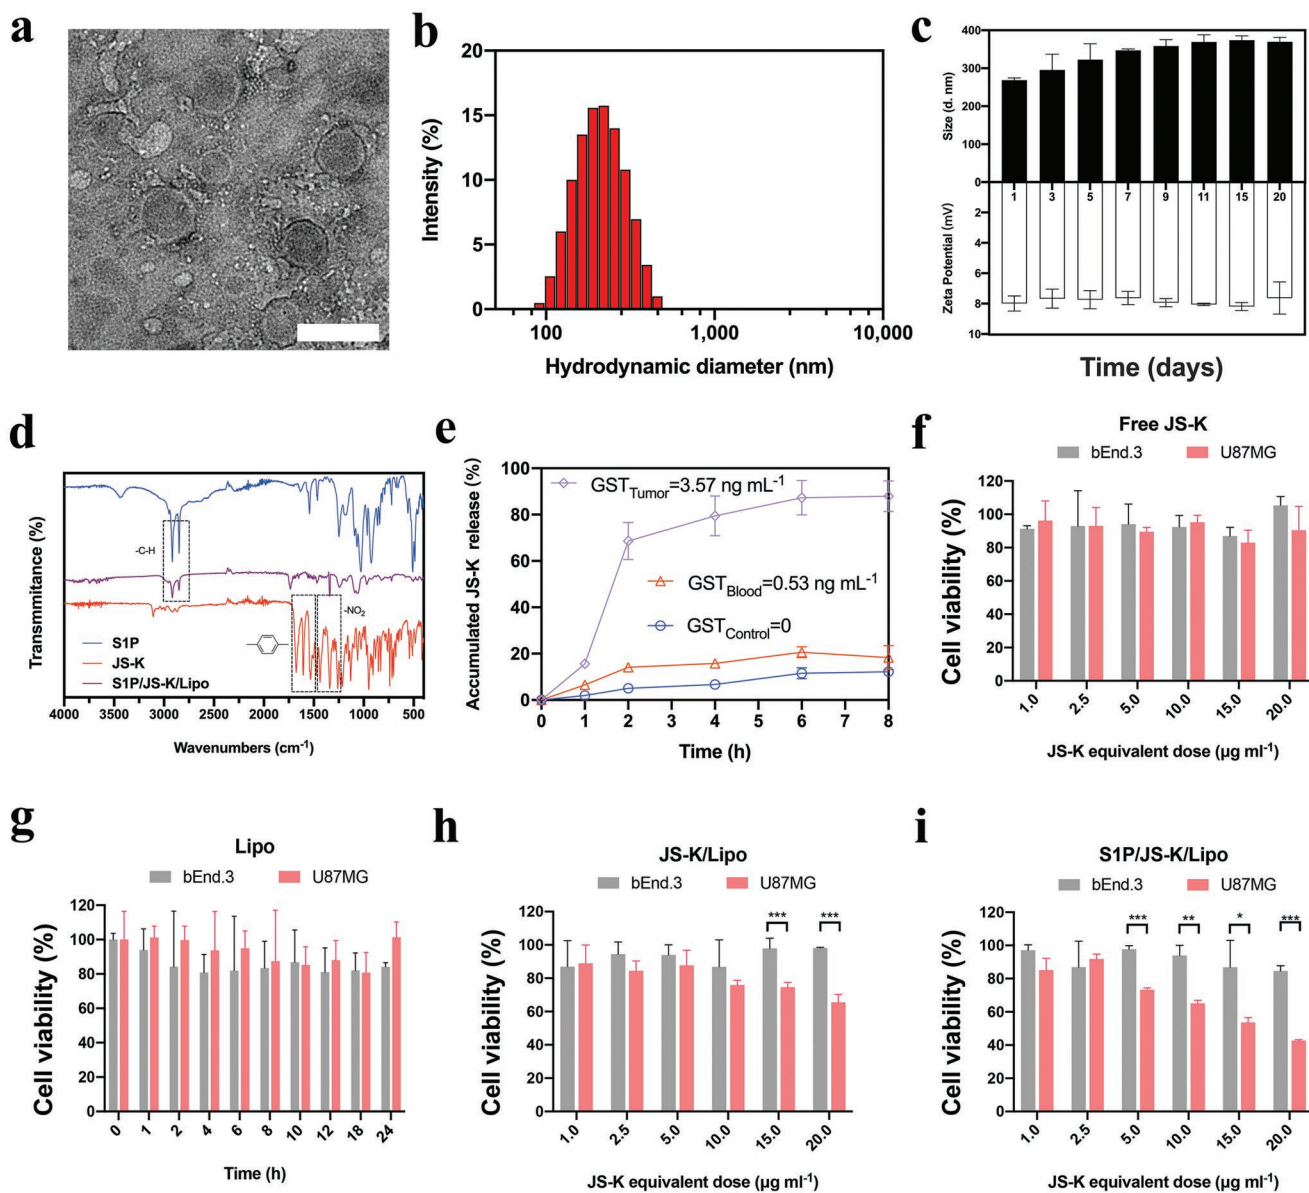 a
b
Intensity (%)
20
15
10
5
0
100
1,000
10,000
Hydrodynamic diameter (nm)
c
Size (d. nm)
400
300
200
100
0
1
3
5
7
9
11
15
20
Zeta Potential (mV)
2
4
6
8
10
Time (days)
d
Transmmitance (%)
-C-H
-NO2
S1P
JS-K
S1P/JS-K/Lipo
4000
3500
3000
2500
2000
1500
1000
500
Wavenumbers (cm-1)
e
Accumulated JS-K release (%)
100
80
60
40
20
0
GSTTumor=3.57 ng mL-1
GSTBlood=0.53 ng mL-1
GSTControl=0
0
1
2
3
4
5
6
7
8
Time (h)
f
Free JS-K
bEnd.3
U87MG
Cell viability (%)
120
100
80
60
40
20
0
1.0
2.5
5.0
10.0
15.0
20.0
JS-K equivalent dose (μg ml-1)
g
Lipo
bEnd.3
U87MG
Cell viability (%)
120
100
80
60
40
20
0
0
1
2
4
6
8
10
12
18
24
Time (h)
h
JS-K/Lipo
bEnd.3
U87MG
Cell viability (%)
120
100
80
60
40
20
0
***
***
1.0
2.5
5.0
10.0
15.0
20.0
JS-K equivalent dose (μg ml-1)
i
S1P/JS-K/Lipo
bEnd.3
U87MG
Cell viability (%)
120
100
80
60
40
20
0
***
**
*
***
1.0
2.5
5.0
10.0
15.0
20.0
JS-K equivalent dose (μg ml-1)